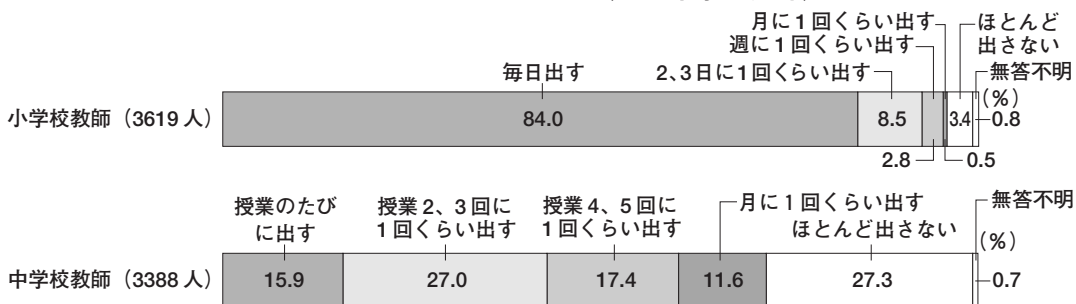 月に1回くらい出す
ほとんど
出さない
週に1回くらい出す
毎日出す
2、3日に1回くらい出す
無答不明
(%)
小学校教師（3619人）
84.0
8.5
3.4
0.8
2.8
0.5
授業のたび
に出す
授業2、3回に
1回くらい出す
授業4、5回に
1回くらい出す
月に1回くらい出す
ほとんど出さない
無答不明
(%)
中学校教師（3388人）
15.9
27.0
17.4
11.6
27.3
0.7